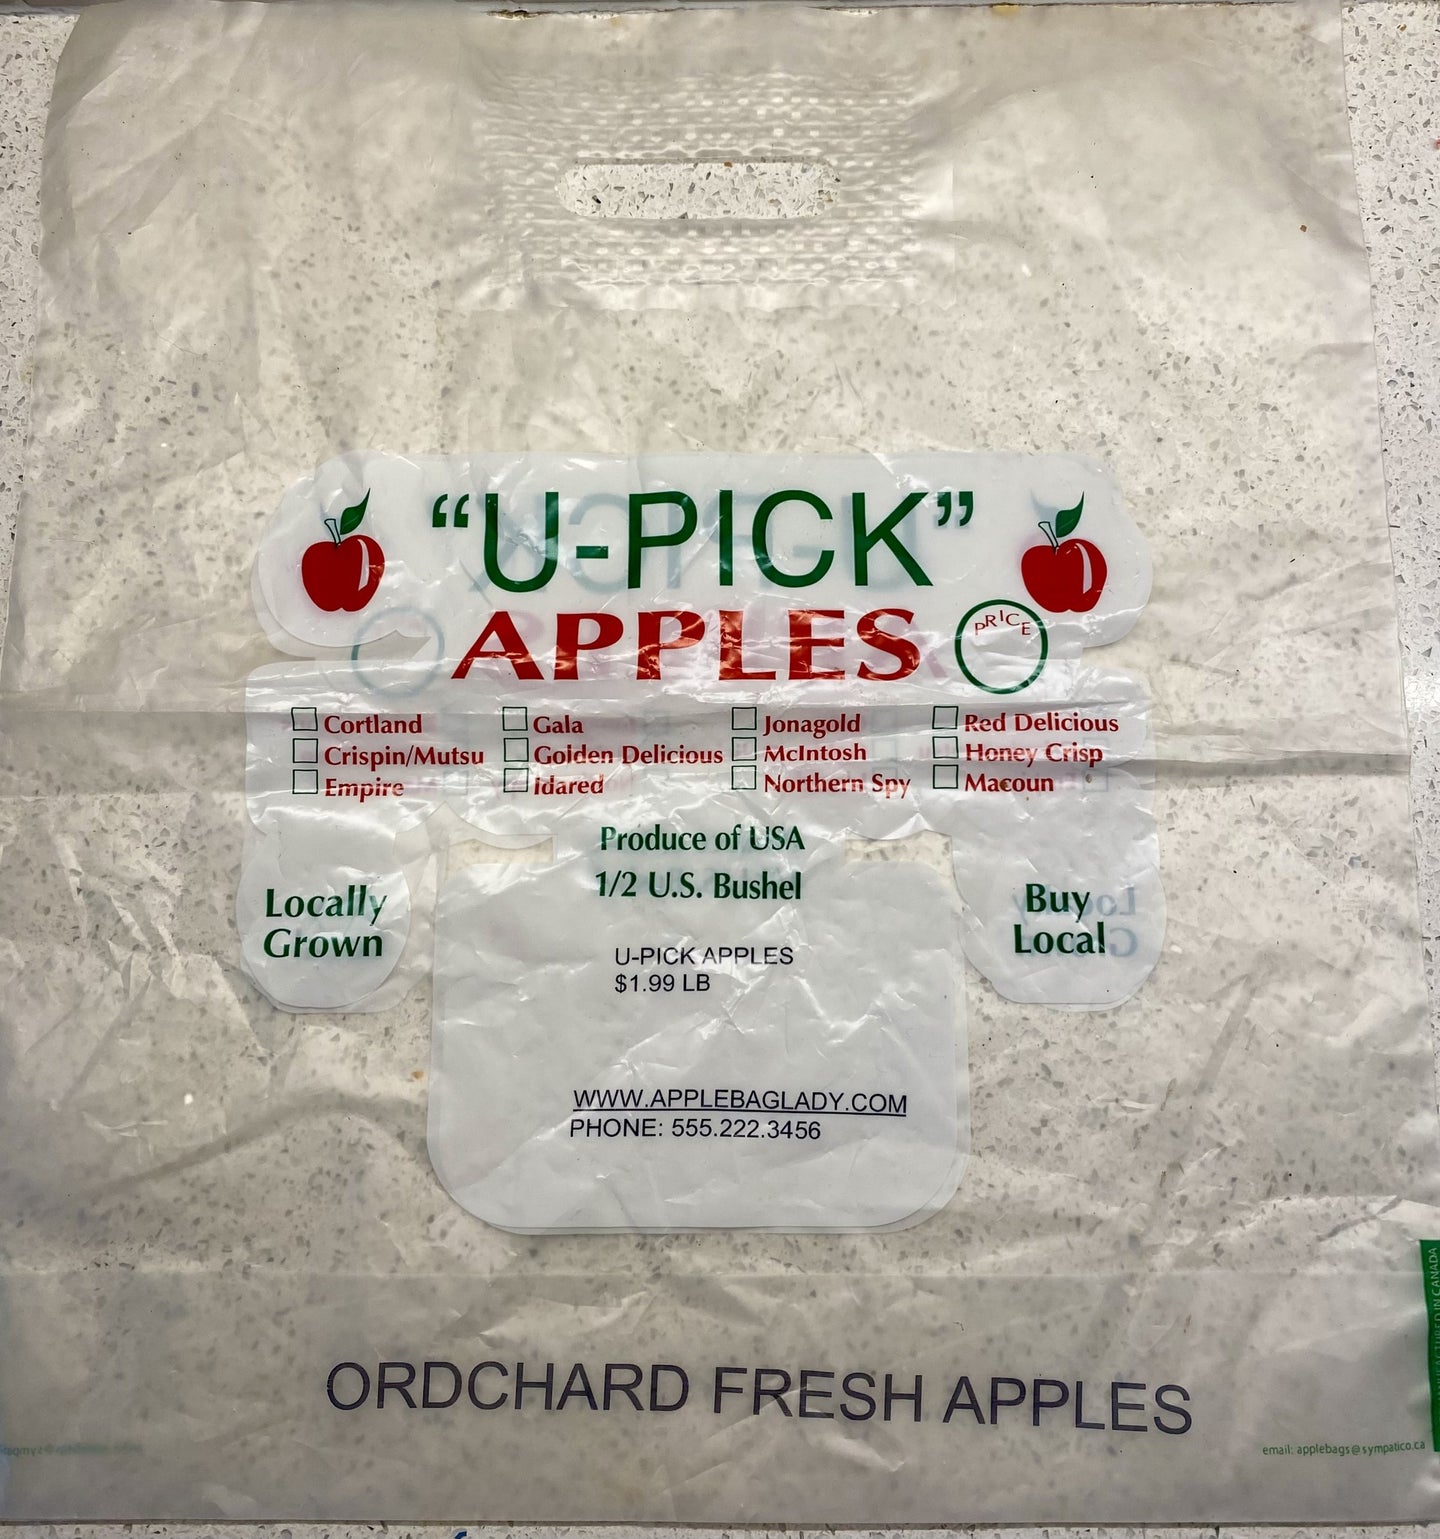 “U-PICK”
APPLES
PRICE
Cortland
Crispin/Mutsu
Empire
Gala
Golden Delicious
Idared
Jonagold
McIntosh
Northern Spy
Red Delicious
Honey Crisp
Macoun
Produce of USA
1/2 U.S. Bushel
Locally
Grown
Buy
Local
U-PICK APPLES
$1.99 LB
WWW.APPLEBAGLADY.COM
PHONE: 555.222.3456
ORDCHARD FRESH APPLES
email: applebags@sympatico.ca
IN CANADA